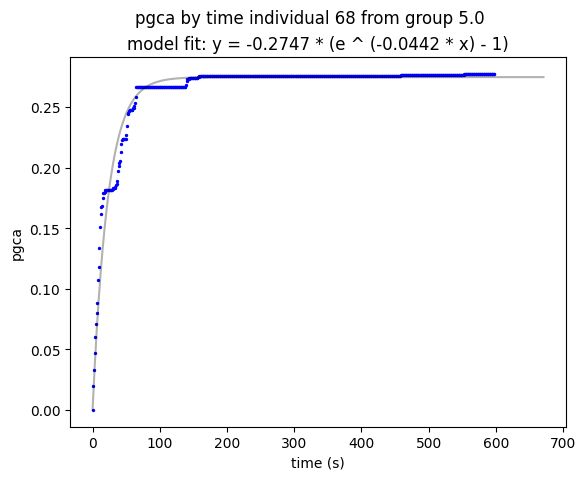 pgca by time individual 68 from group 5.0
model fit: y = -0.2747 * (e ^ (-0.0442 * x) - 1)
0.25
0.20
0.15
0.10
0.05
0.00
pgca
0 100 200 300 400 500 600 700
time (s)